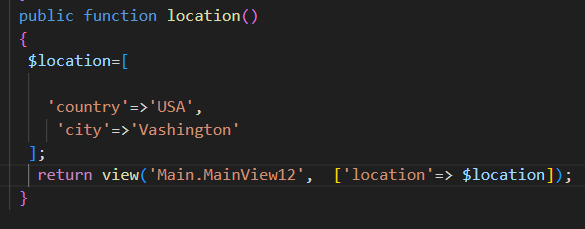 public function location()
{
$location=[
'country'=>'USA',
'city'=>'Vashington'
];
return view('Main.MainView12',  ['location'=> $location]);
}